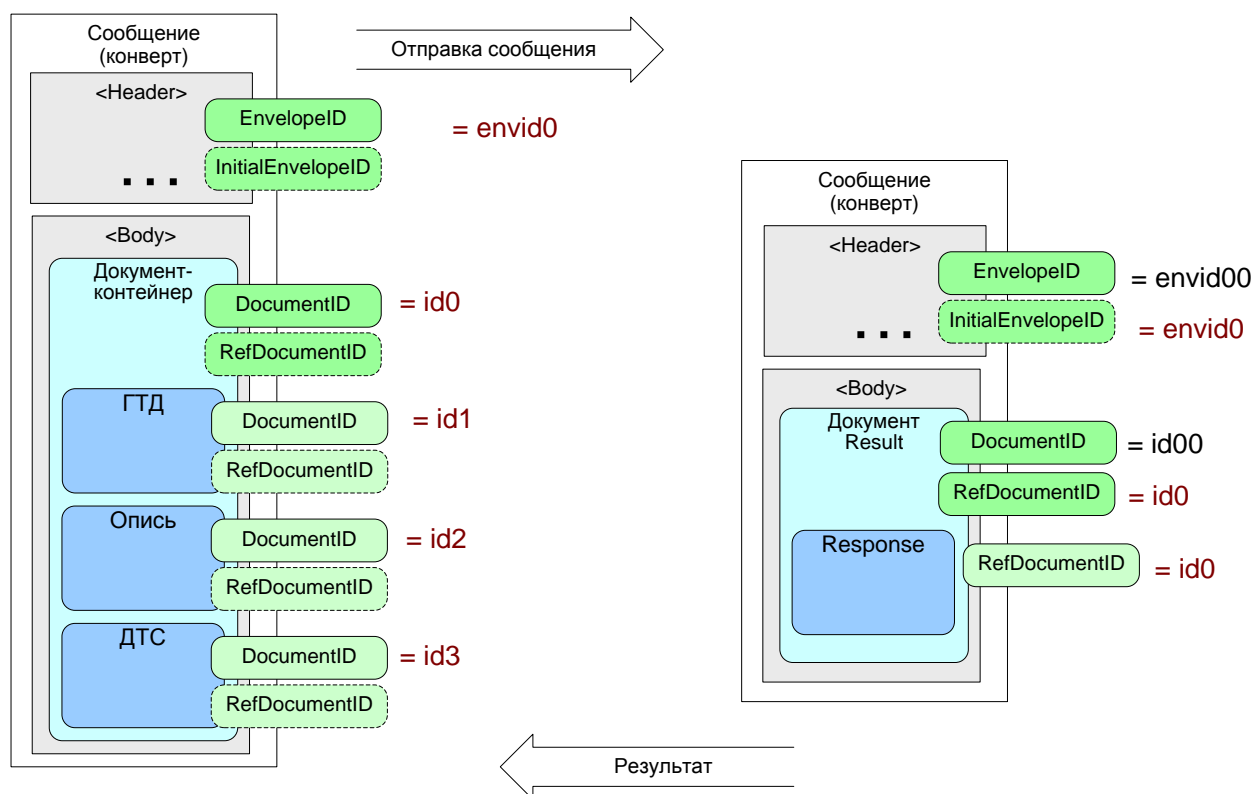 Сообщение
(конверт)
<Header>
EnvelopeID
= envid0
InitialEnvelopeID
...
<Body>
Документ-
контейнер
DocumentID
= id0
RefDocumentID
ГТД
DocumentID
= id1
RefDocumentID
Опись
DocumentID
= id2
RefDocumentID
ДТС
DocumentID
= id3
RefDocumentID
Отправка сообщения
Сообщение
(конверт)
<Header>
EnvelopeID
= envid00
InitialEnvelopeID
= envid0
...
<Body>
Документ
Result
DocumentID
= id00
RefDocumentID
= id0
Response
RefDocumentID
= id0
Результат